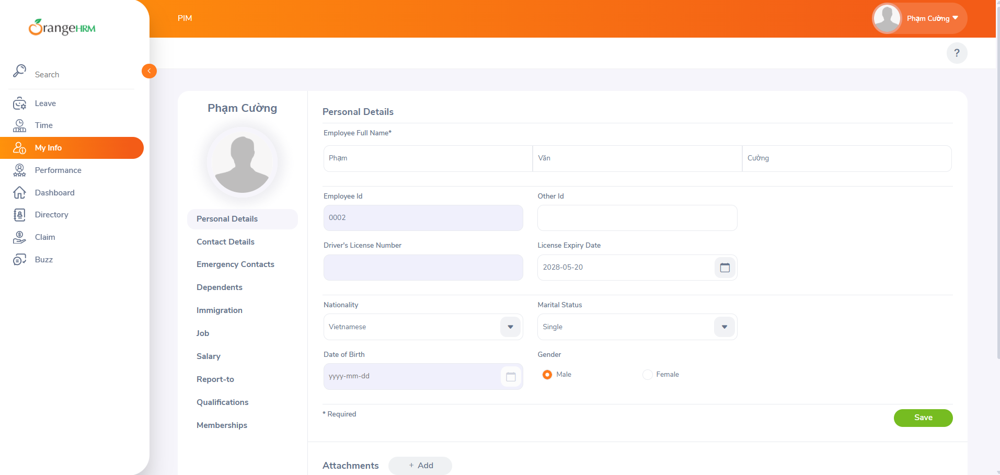 OrangeHRM
PIM
Phạm Cường
?
Search
Leave
Time
My Info
Performance
Dashboard
Directory
Claim
Buzz
Phạm Cường
Personal Details
Contact Details
Emergency Contacts
Dependents
Immigration
Job
Salary
Report-to
Qualifications
Memberships
Personal Details
Employee Full Name*
Phạm Văn Cường
Employee Id Other Id
0002
Driver's License Number License Expiry Date
2028-05-20
Nationality Marital Status
Vietnamese Single
Date of Birth Gender
yyyy-mm-dd Male Female
* Required
Save
Attachments + Add